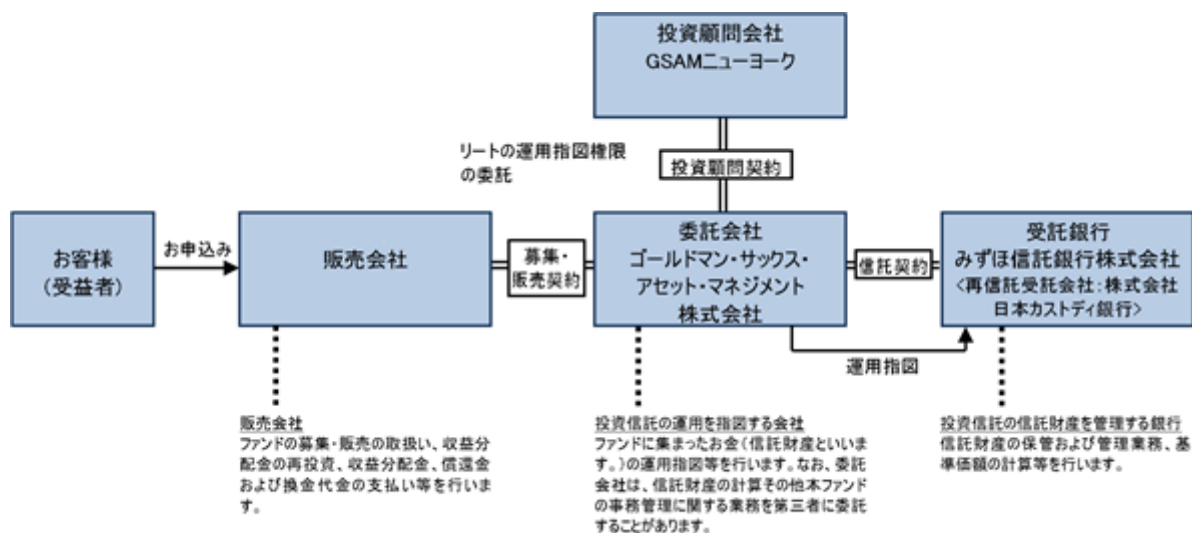 投資顧問会社
GSAMニューヨーク
リートの運用指図権限
の委託
投資顧問契約
お客様
（受益者）
お申込み
販売会社
募集・
販売契約
委託会社
ゴールドマン・サックス・
アセット・マネジメント
株式会社
信託契約
受託銀行
みずほ信託銀行株式会社
＜再信託受託会社：株式会社
日本カストディ銀行＞
運用指図
販売会社
ファンドの募集・販売の取扱い、収益分
配金の再投資、収益分配金、償還金
および換金代金の支払い等を行いま
す。
投資信託の運用を指図する会社
ファンドに集まったお金（信託財産といいま
す。）の運用指図等を行います。なお、委託
会社は、信託財産の計算その他本ファンド
の事務管理に関する業務を第三者に委託
することがあります。
投資信託の信託財産を管理する銀行
信託財産の保管および管理業務、基
準価額の計算等を行います。